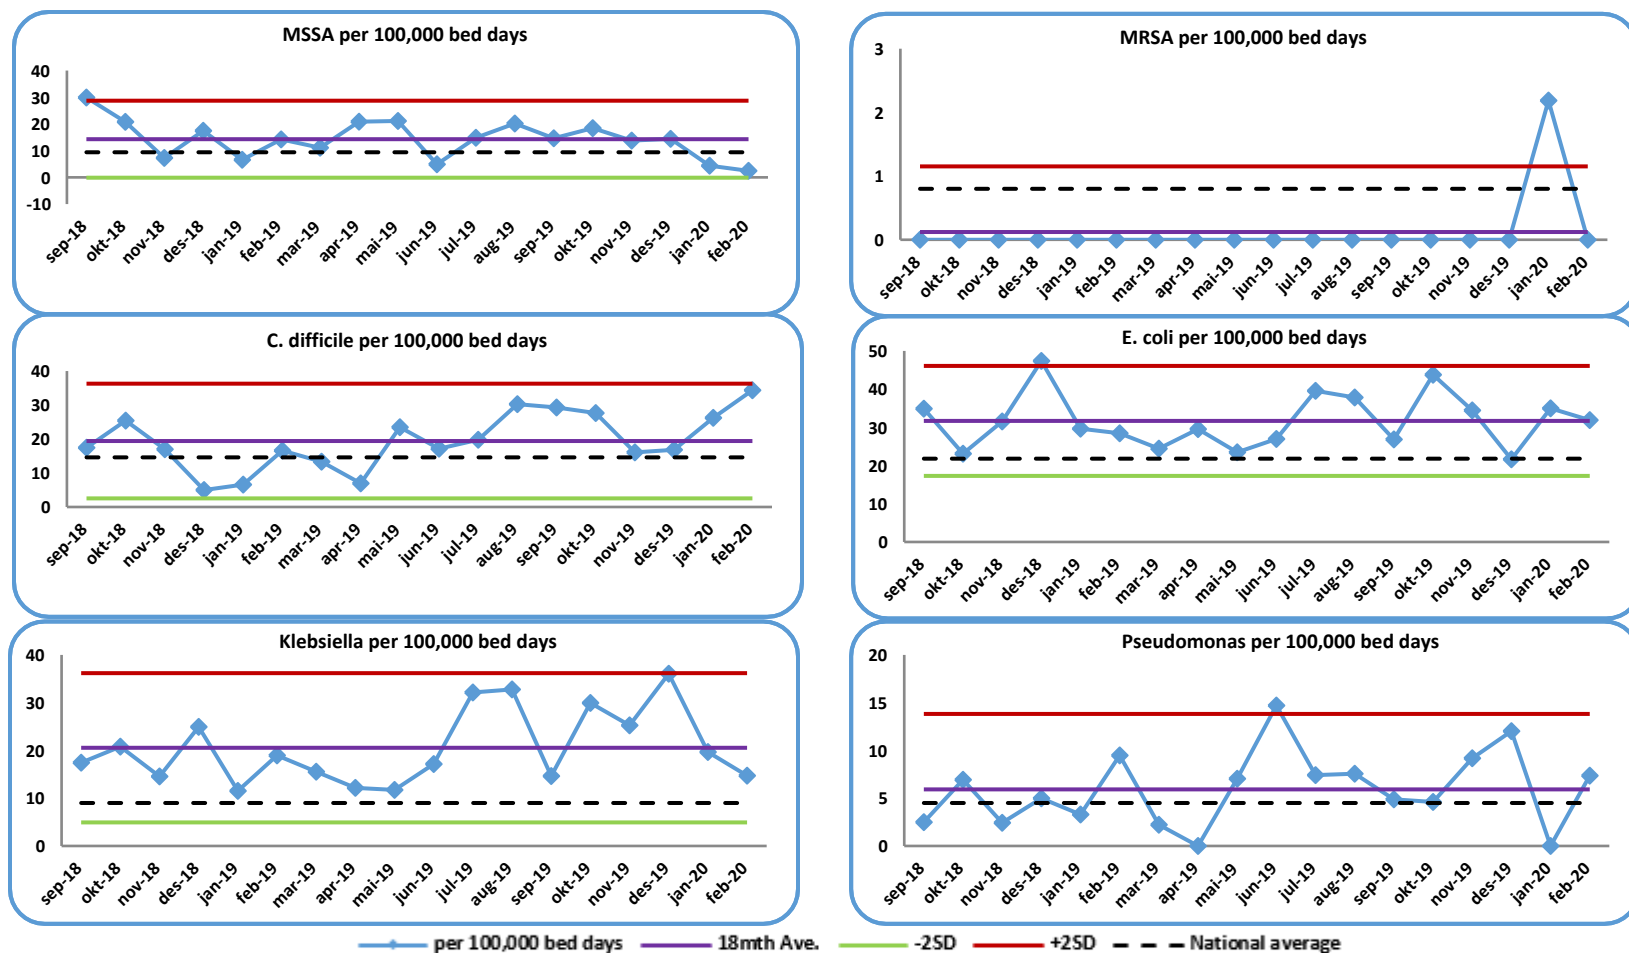 MSSA per 100,000 bed days
40
30
20
10
0
-10
sep-18 okt-18 nov-18 des-18 jan-19 feb-19 mar-19 apr-19 mai-19 jun-19 jul-19 aug-19 sep-19 okt-19 nov-19 des-19 jan-20 feb-20
MRSA per 100,000 bed days
3
2
1
0
sep-18 okt-18 nov-18 des-18 jan-19 feb-19 mar-19 apr-19 mai-19 jun-19 jul-19 aug-19 sep-19 okt-19 nov-19 des-19 jan-20 feb-20
C. difficile per 100,000 bed days
40
30
20
10
0
sep-18 okt-18 nov-18 des-18 jan-19 feb-19 mar-19 apr-19 mai-19 jun-19 jul-19 aug-19 sep-19 okt-19 nov-19 des-19 jan-20 feb-20
E. coli per 100,000 bed days
50
40
30
20
10
0
sep-18 okt-18 nov-18 des-18 jan-19 feb-19 mar-19 apr-19 mai-19 jun-19 jul-19 aug-19 sep-19 okt-19 nov-19 des-19 jan-20 feb-20
Klebsiella per 100,000 bed days
40
30
20
10
0
sep-18 okt-18 nov-18 des-18 jan-19 feb-19 mar-19 apr-19 mai-19 jun-19 jul-19 aug-19 sep-19 okt-19 nov-19 des-19 jan-20 feb-20
Pseudomonas per 100,000 bed days
20
15
10
5
0
sep-18 okt-18 nov-18 des-18 jan-19 feb-19 mar-19 apr-19 mai-19 jun-19 jul-19 aug-19 sep-19 okt-19 nov-19 des-19 jan-20 feb-20
per 100,000 bed days 18mth Ave. -2SD +2SD National average